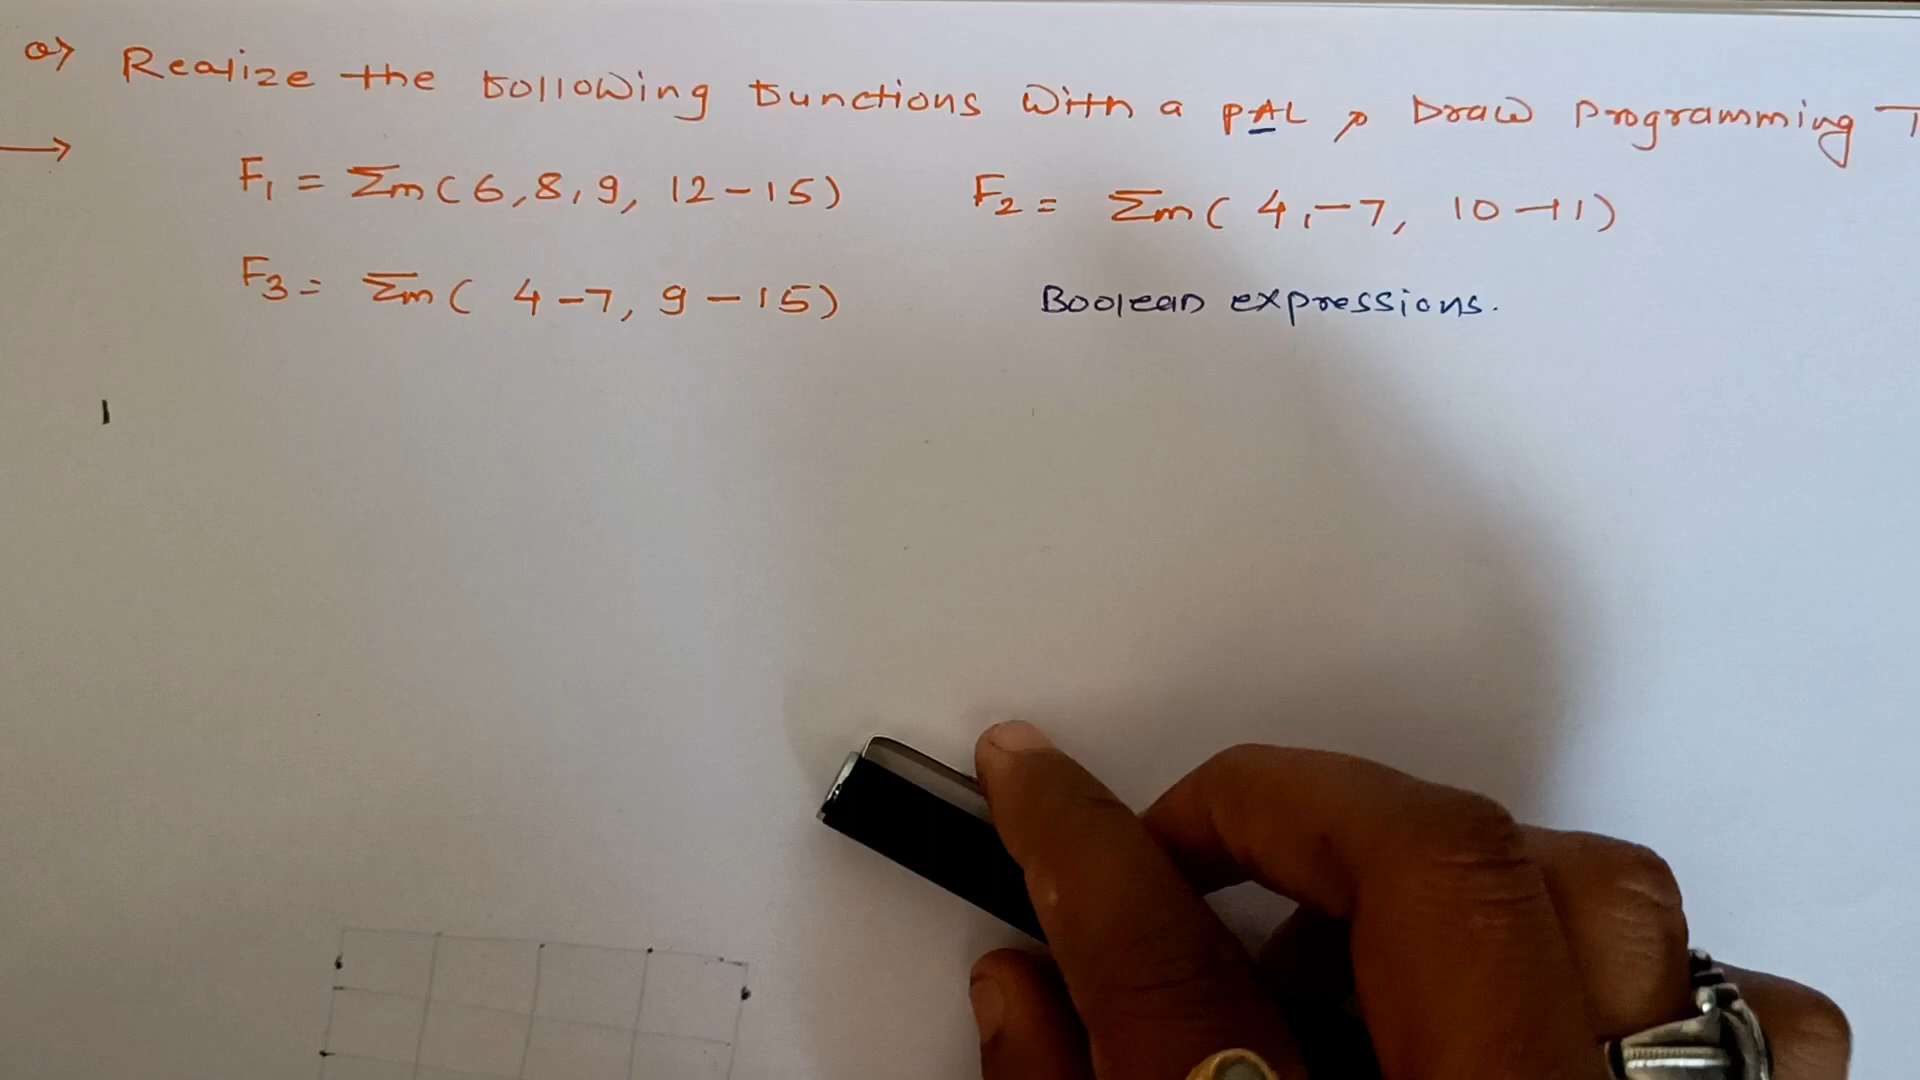 a) Realize the following functions with a PAL, Draw Programming T
→ F1 = Σm(6,8,9, 12-15) F2 = Σm( 4,-7, 10-11)
F3 = Σm( 4-7, 9-15) Boolean expressions.